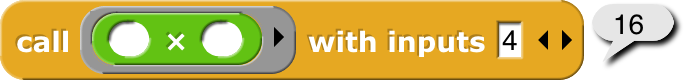 call × with inputs 4 16